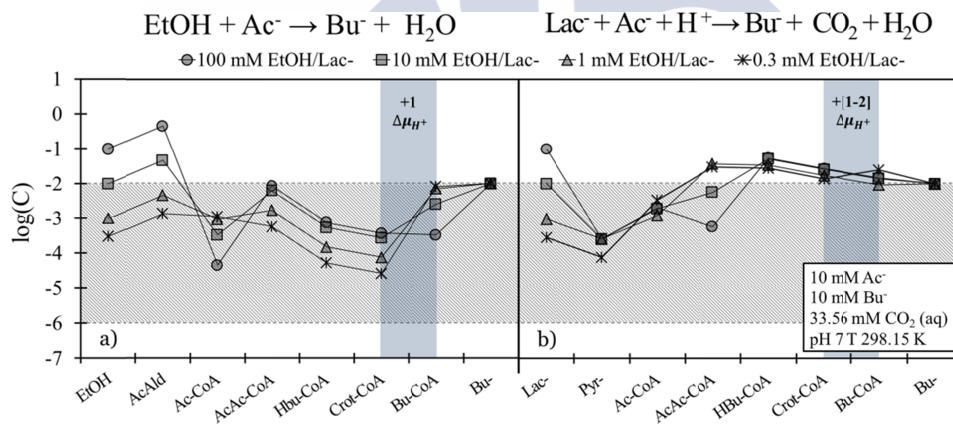 EtOH + Ac⁻ → Bu⁻ + H₂O
Lac⁻ + Ac⁻ + H⁺ → Bu⁻ + CO₂ + H₂O
100 mM EtOH/Lac- 10 mM EtOH/Lac- 1 mM EtOH/Lac- 0.3 mM EtOH/Lac-
log(C)
1
0
-1
-2
-3
-4
-5
-6
-7
+1
Δμ_H⁺
a)
EtOH
AcAld
Ac-CoA
AcAc-CoA
Hbu-CoA
Crot-CoA
Bu-CoA
Bu-
+[1-2]
Δμ_H⁺
b)
10 mM Ac⁻
10 mM Bu⁻
33.56 mM CO₂ (aq)
pH 7 T 298.15 K
Lac-
Pyr-
Ac-CoA
AcAc-CoA
HBu-CoA
Crot-CoA
Bu-CoA
Bu-